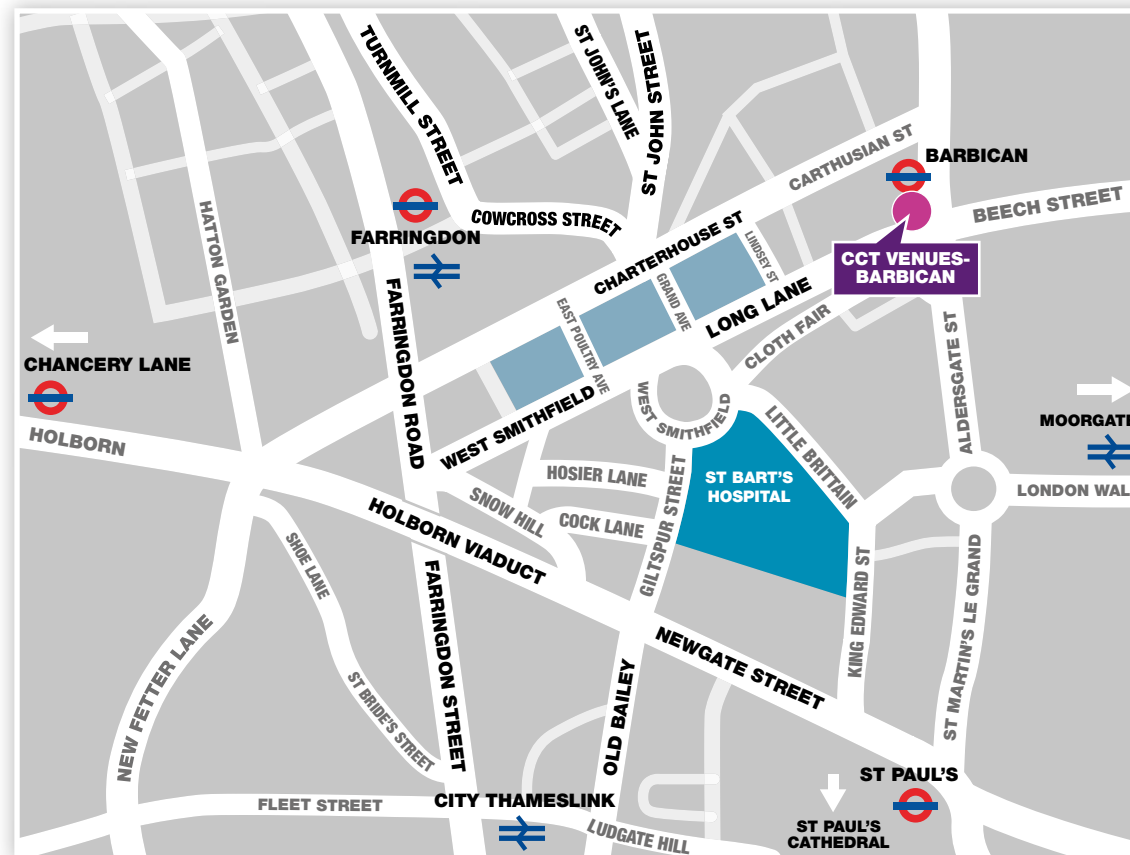 TURNMILL STREET
ST JOHN'S LANE
ST JOHN STREET
CARTHUSIAN ST
BARBICAN
BEECH STREET
HATTON GARDEN
FARRINGDON
COWCROSS STREET
CHARTERHOUSE ST
LINDSEY ST
CCT VENUES-
BARBICAN
GRAND AVE
EAST POULTRY AVE
LONG LANE
CLOTH FAIR
FARRINGDON ROAD
ALDERSGATE ST
CHANCERY LANE
HOLBORN
WEST SMITHFIELD
WEST SMITHFIELD
LITTLE BRITTAIN
MOORGATE
HOSIER LANE
ST BART'S
HOSPITAL
LONDON WAL
SNOW HILL
COCK LANE
GILTSPUR STREET
HOLBORN VIADUCT
SHOE LANE
KING EDWARD ST
ST MARTIN'S LE GRAND
FARRINGDON STREET
NEW FETTER LANE
ST BRIDE'S STREET
OLD BAILEY
NEWGATE STREET
FLEET STREET
CITY THAMESLINK
LUDGATE HILL
ST PAUL'S
ST PAUL'S
CATHEDRAL